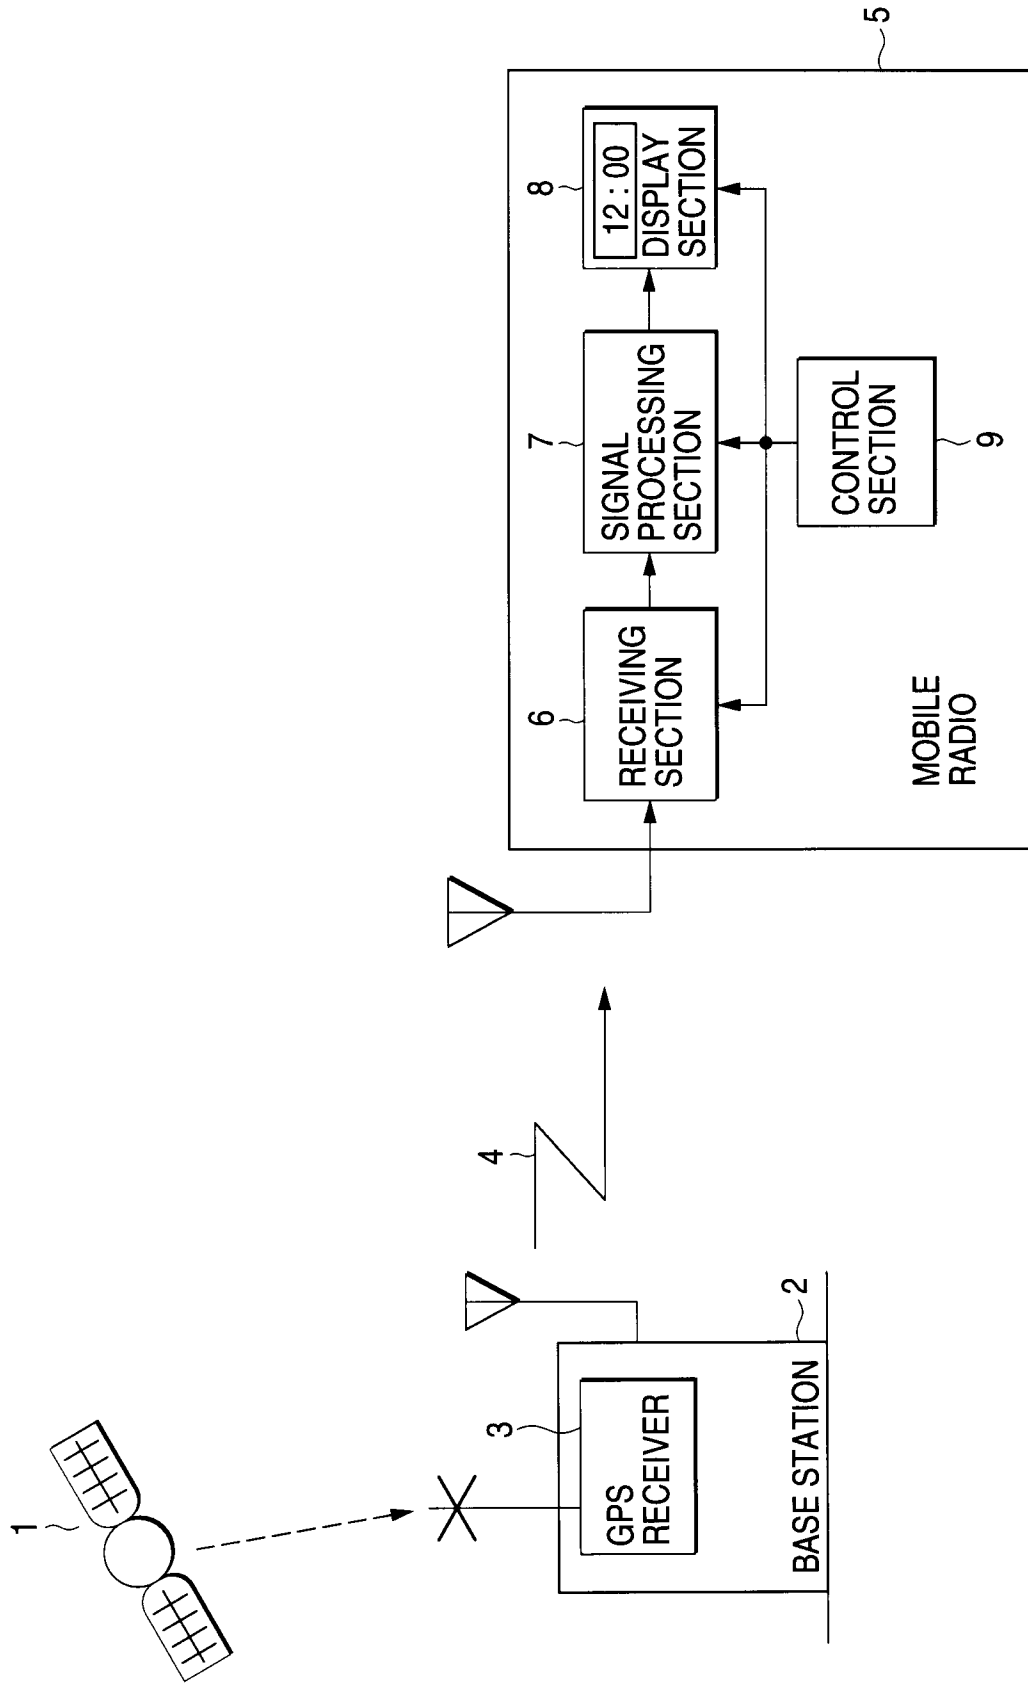 1
2
3
GPS
RECEIVER
BASE STATION
4
5
6
RECEIVING
SECTION
7
SIGNAL
PROCESSING
SECTION
8
12 : 00
DISPLAY
SECTION
CONTROL
SECTION
9
MOBILE
RADIO